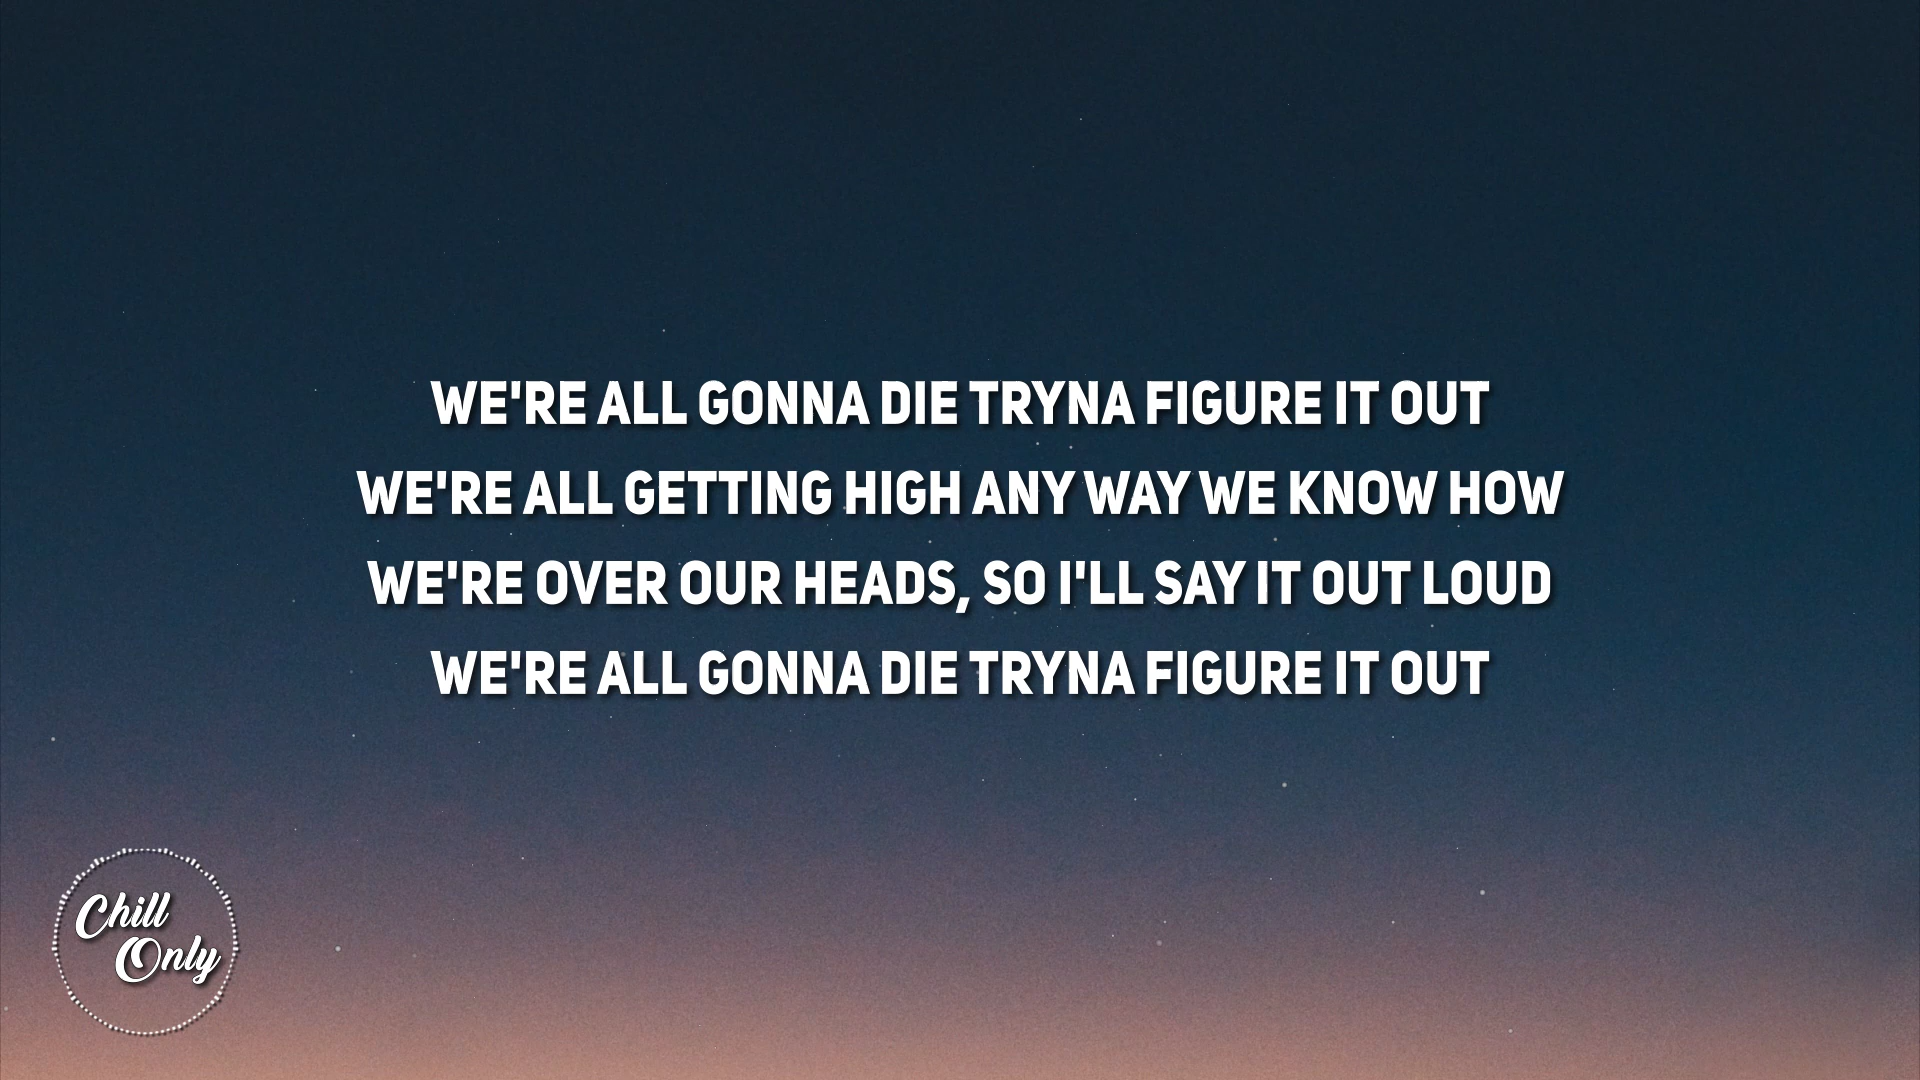 WE'RE ALL GONNA DIE TRYNA FIGURE IT OUT
WE'RE ALL GETTING HIGH ANY WAY WE KNOW HOW
WE'RE OVER OUR HEADS, SO I'LL SAY IT OUT LOUD
WE'RE ALL GONNA DIE TRYNA FIGURE IT OUT
Chill
Only